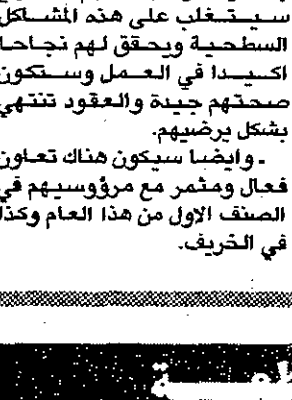 سيتغلب على هذه المشاكل
السطحية ويحقق لهم نجاحا
اكيدا في العمل وستكون
صحتهم جيدة والعقود تنتهي
بشكل يرضيهم.
- وايضا سيكون هناك تعاون
فعال ومثمر مع مرؤوسيهم في
الصنف الاول من هذا العام وكذا
في الخريف.